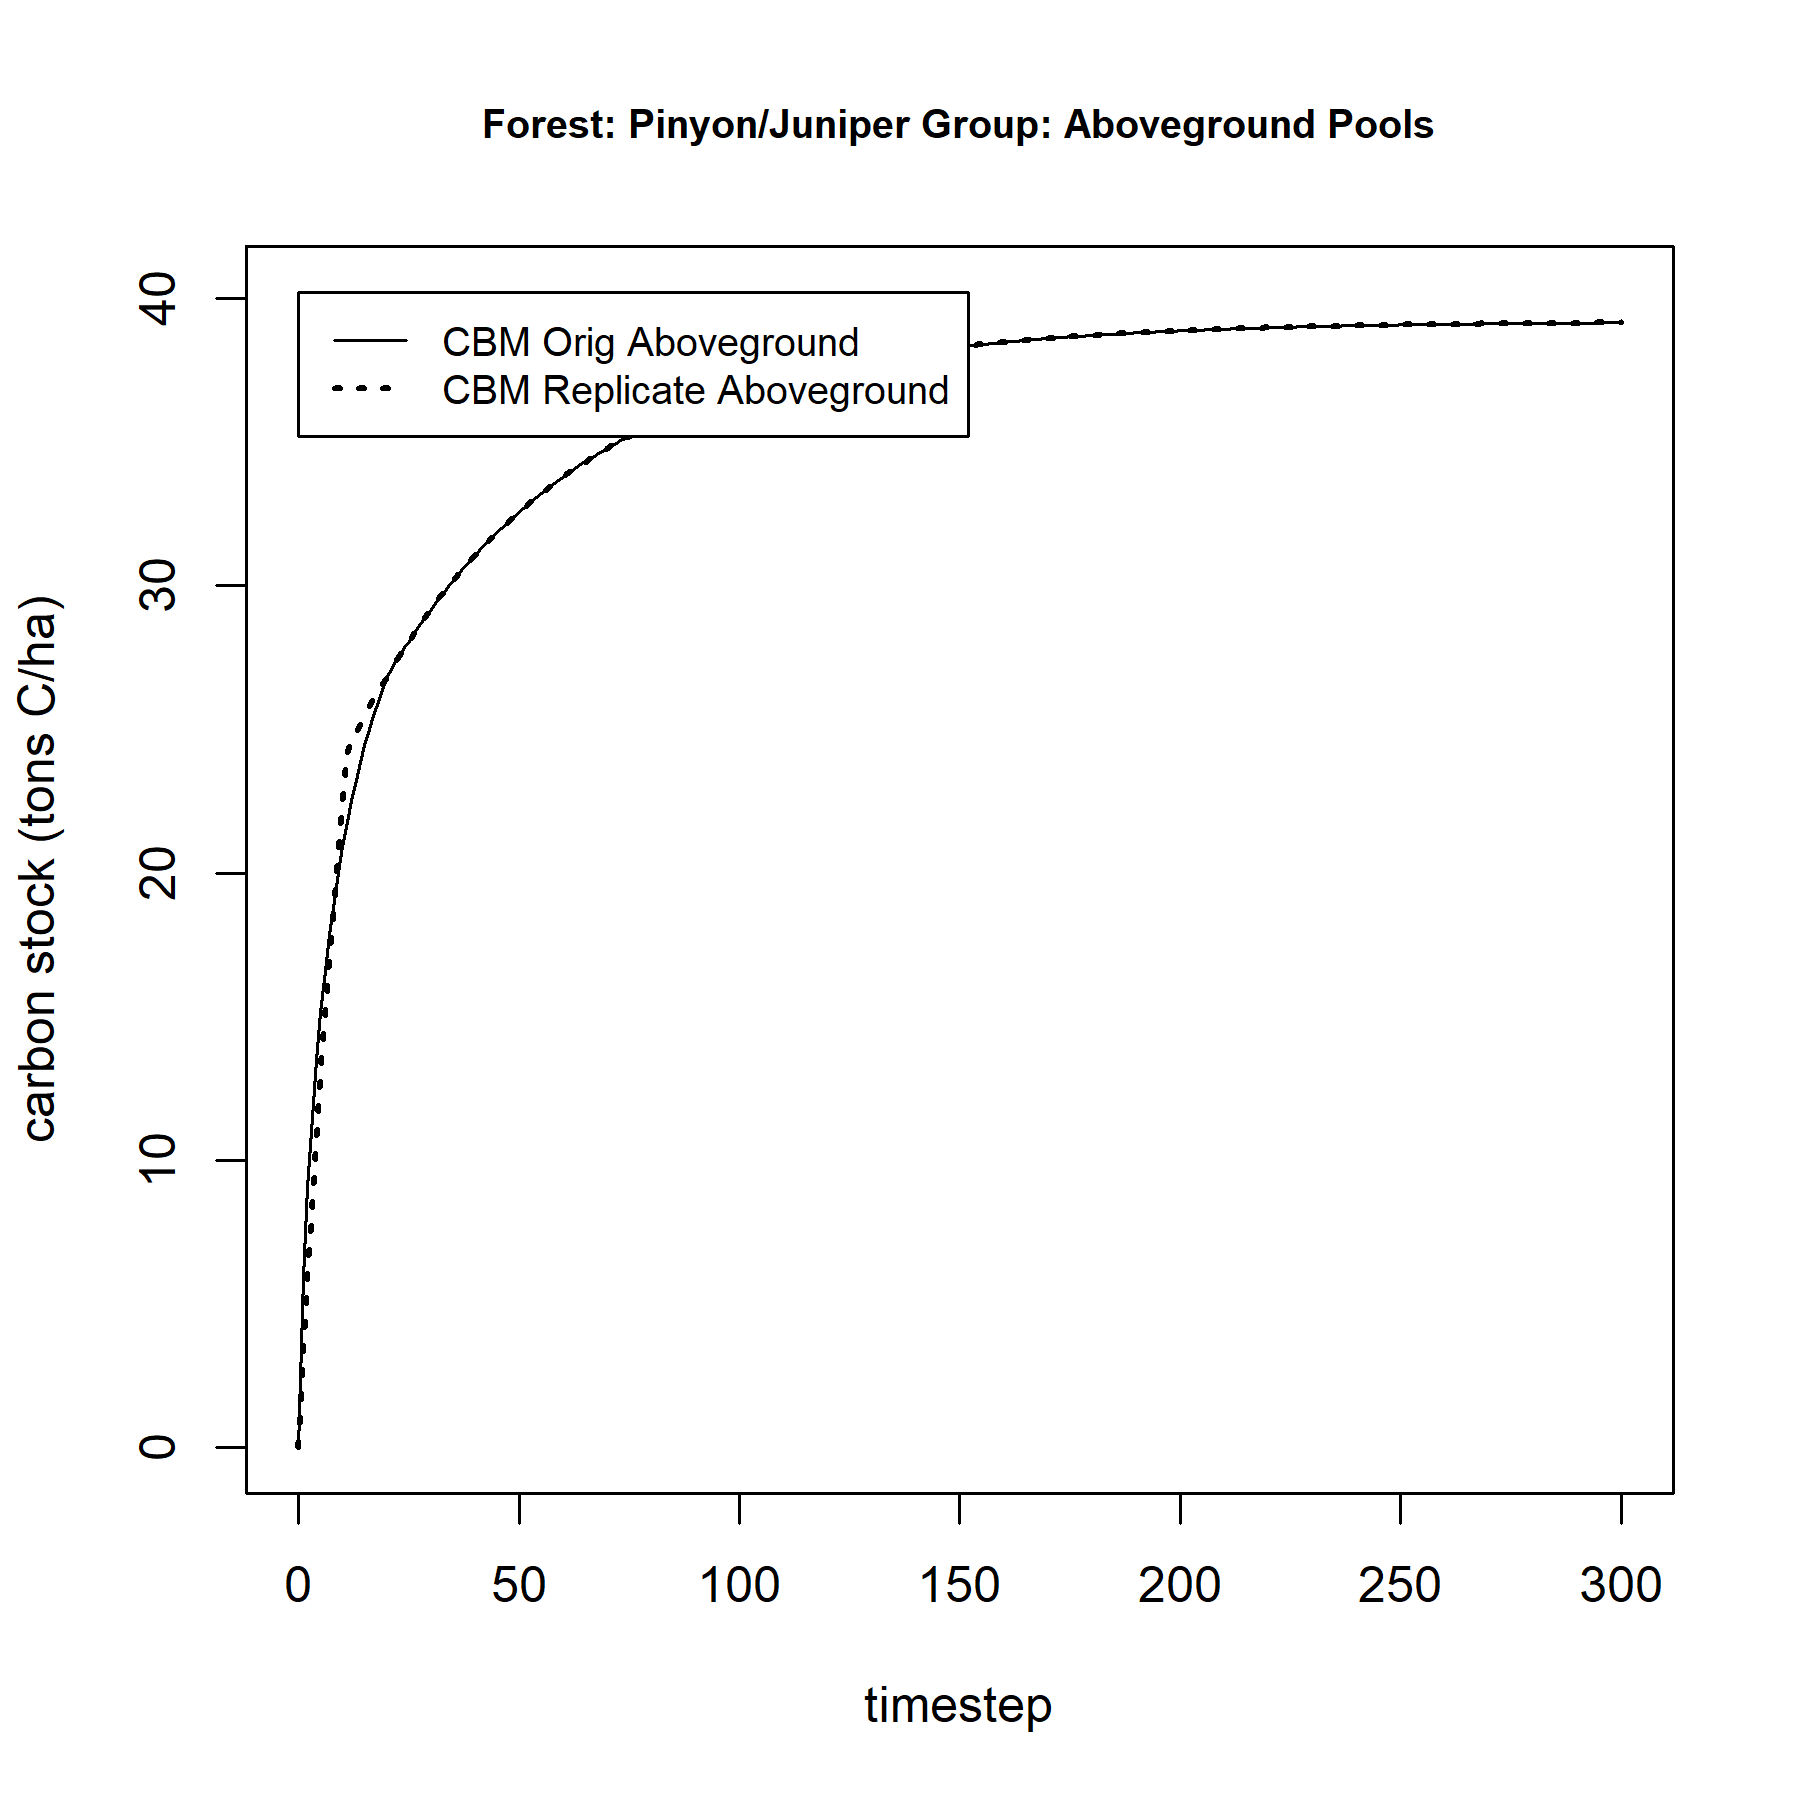 Forest: Pinyon/Juniper Group: Aboveground Pools
CBM Orig Aboveground
CBM Replicate Aboveground
carbon stock (tons C/ha)
40
30
20
10
0
0 50 100 150 200 250 300
timestep